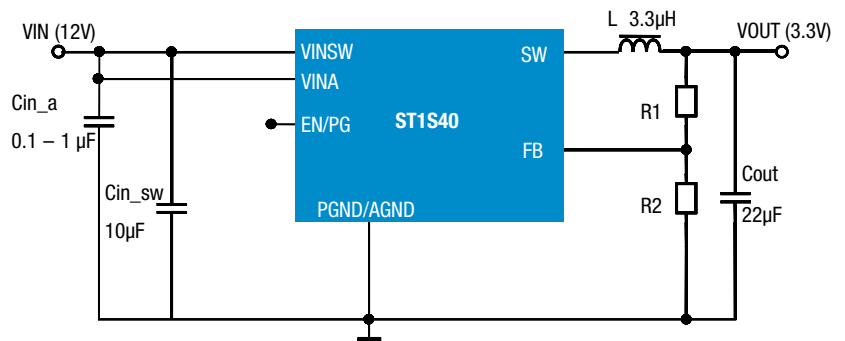 VIN (12V)
L 3.3µH
VOUT (3.3V)
VINSW
SW
VINA
Cin_a
0.1 – 1 µF
EN/PG
ST1S40
R1
FB
Cin_sw
10µF
PGND/AGND
R2
Cout
22µF